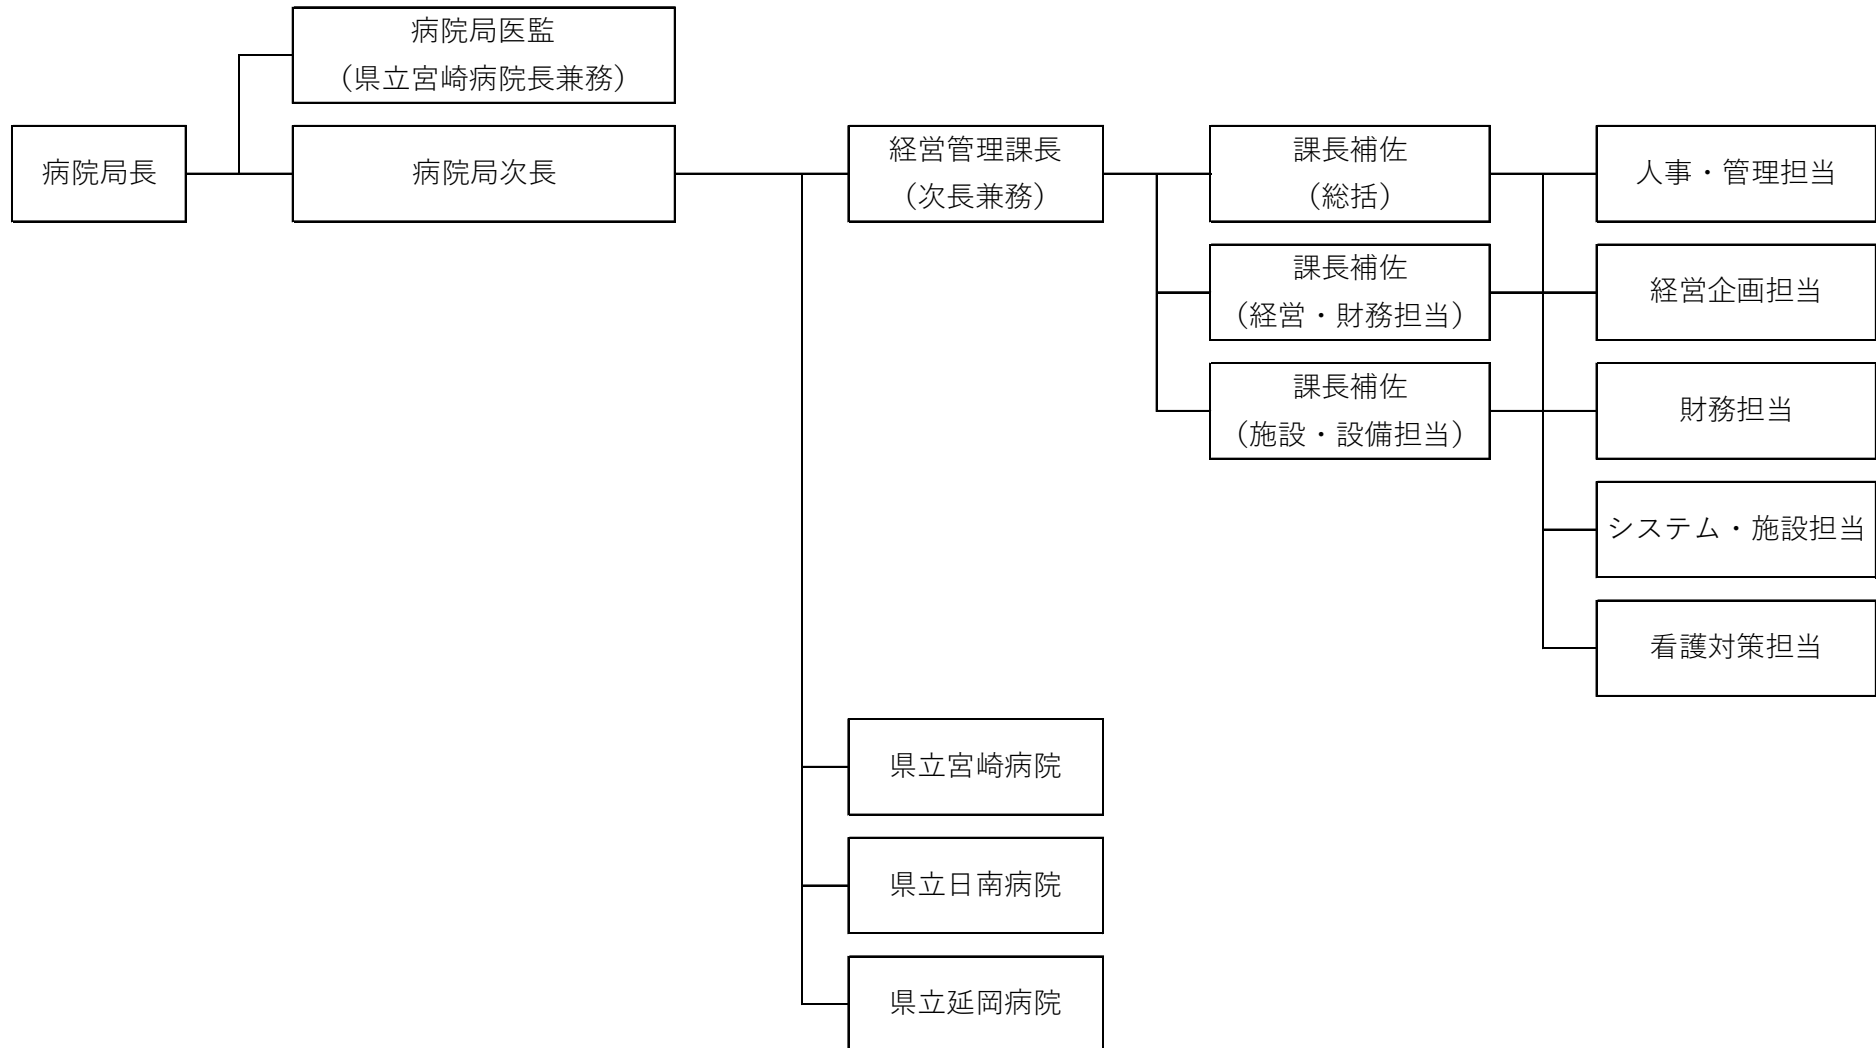 病院局医監
（県立宮崎病院長兼務）
病院局長
病院局次長
経営管理課長
（次長兼務）
課長補佐
（総括）
人事・管理担当
課長補佐
（経営・財務担当）
経営企画担当
課長補佐
（施設・設備担当）
財務担当
システム・施設担当
看護対策担当
県立宮崎病院
県立日南病院
県立延岡病院